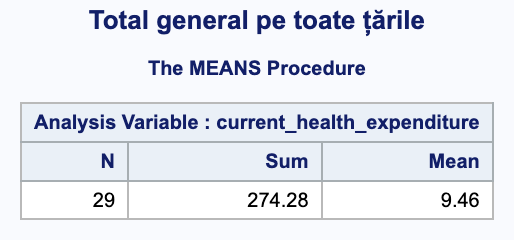 Total general pe toate țările
The MEANS Procedure
Analysis Variable : current_health_expenditure
N Sum Mean
29 274.28 9.46